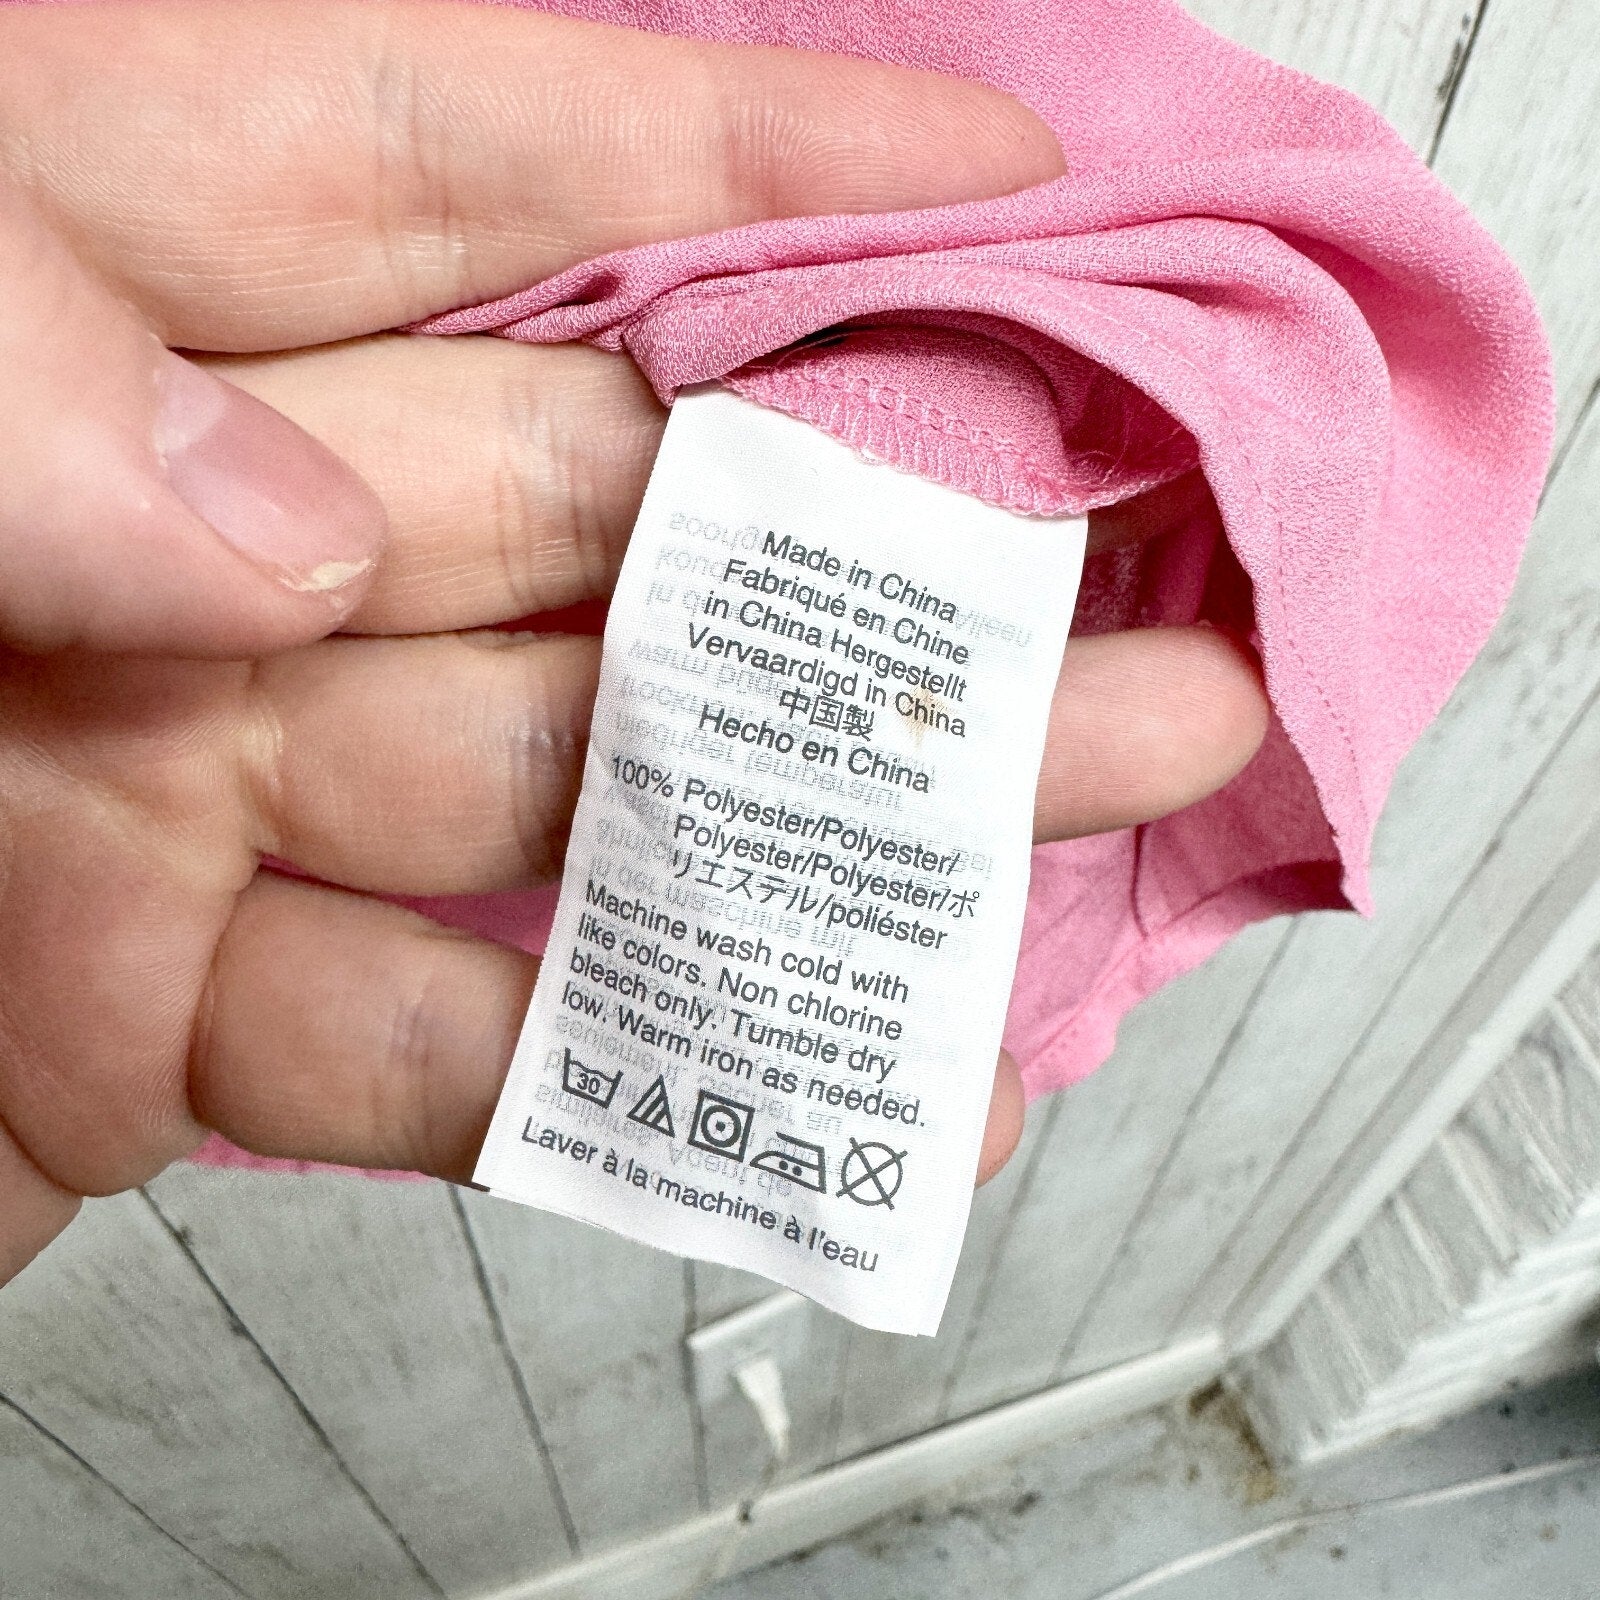 Made in China
Fabriqué en Chine
in China Hergestellt
Vervaardigd in China
中国製
Hecho en China
100% Polyester/Polyester/
Polyester/Polyester/ポ
リエステル/poliéster
Machine wash cold with
like colors. Non chlorine
bleach only. Tumble dry
low. Warm iron as needed.
30
Laver à la machine à l'eau